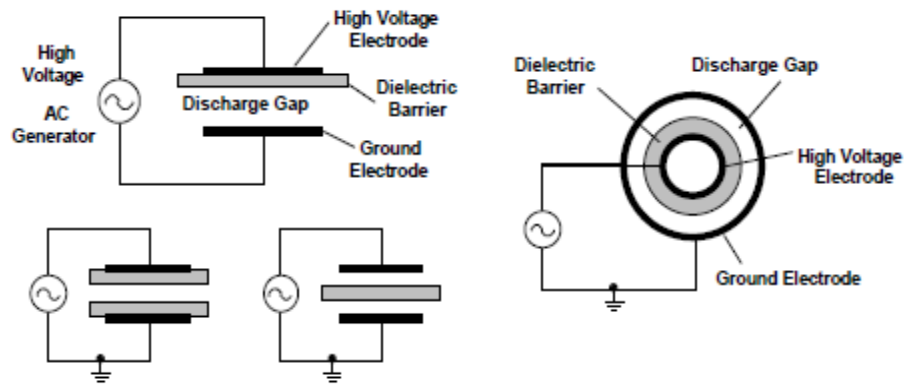 High
Voltage
AC
Generator
High Voltage
Electrode
Dielectric
Barrier
Discharge Gap
Ground
Electrode
Dielectric
Barrier
Discharge Gap
High Voltage
Electrode
Ground Electrode